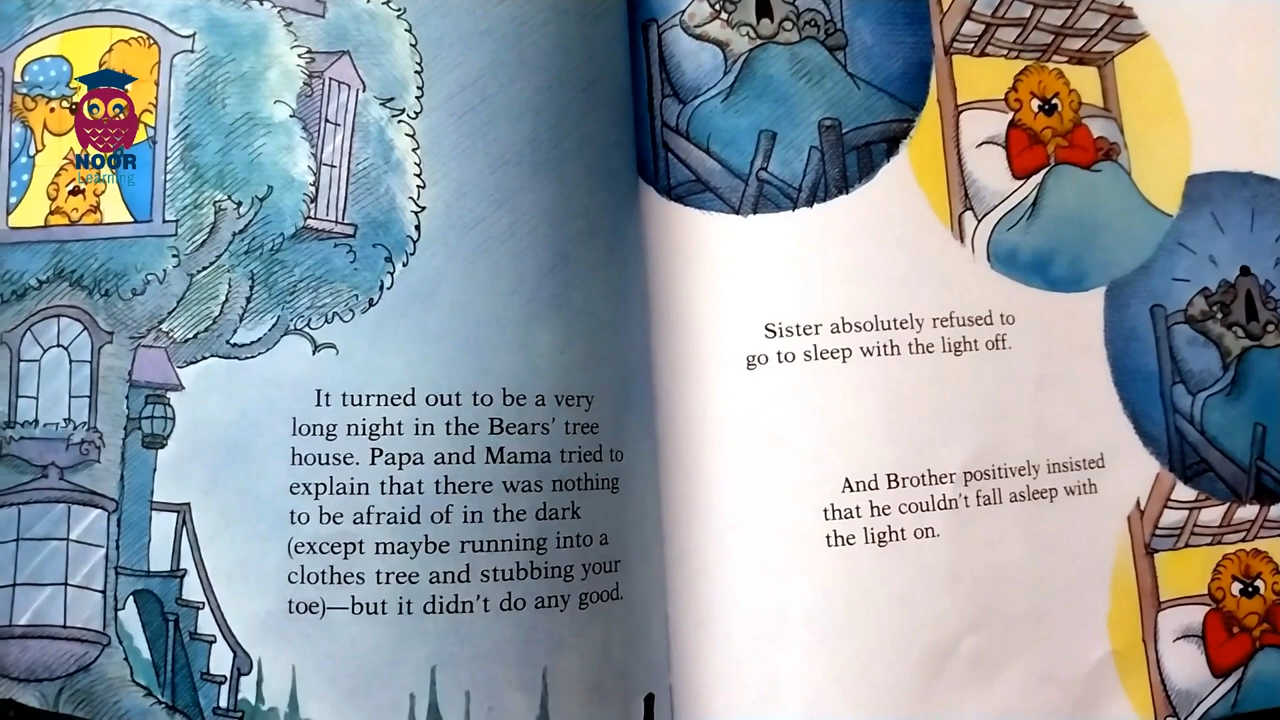 NOOR
Learning
It turned out to be a very
long night in the Bears' tree
house. Papa and Mama tried to
explain that there was nothing
to be afraid of in the dark
(except maybe running into a
clothes tree and stubbing your
toe)—but it didn't do any good.
Sister absolutely refused to
go to sleep with the light off.
And Brother positively insisted
that he couldn't fall asleep with
the light on.